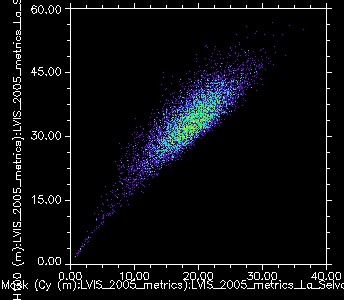 60.00
45.00
30.00
15.00
0.00
0.00 10.00 20.00 30.00 40.00
(Cy (m):LVIS_2005_metrics):LVIS_2005_metrics_La_Selva
(m):LVIS_2005_metrics):LVIS_2005_metrics_La_S